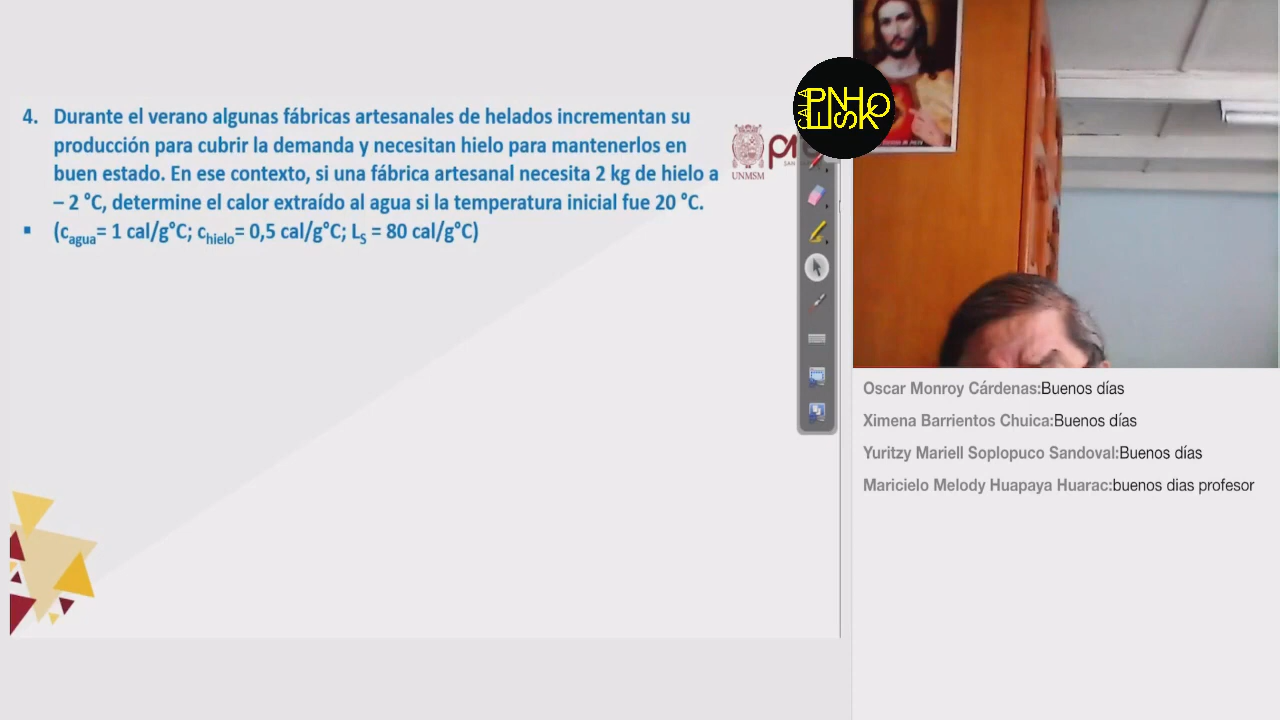 4. Durante el verano algunas fábricas artesanales de helados incrementan su
producción para cubrir la demanda y necesitan hielo para mantenerlos en
buen estado. En ese contexto, si una fábrica artesanal necesita 2 kg de hielo a
– 2 °C, determine el calor extraído al agua si la temperatura inicial fue 20 °C.
▪ (cagua= 1 cal/g°C; chielo= 0,5 cal/g°C; LS = 80 cal/g°C)
UNMSM
Oscar Monroy Cárdenas:Buenos días
Ximena Barrientos Chuica:Buenos días
Yuritzy Mariell Soplopuco Sandoval:Buenos días
Maricielo Melody Huapaya Huarac:buenos dias profesor